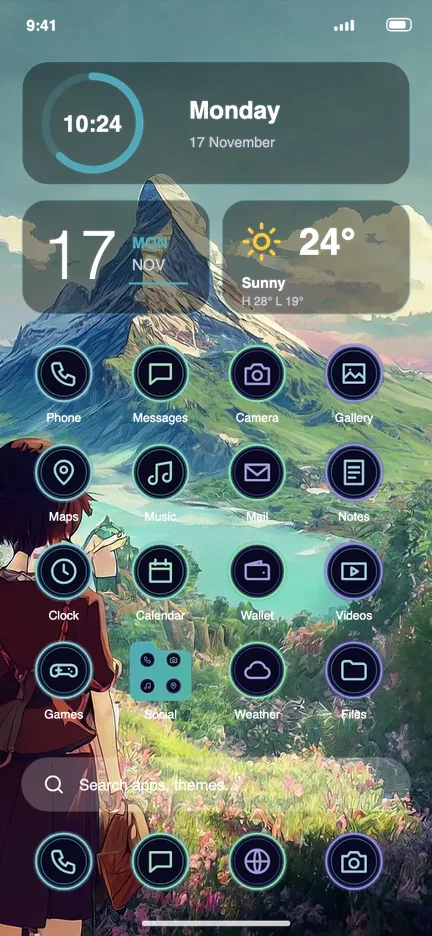 9:41
10:24
Monday
17 November
17
MON
NOV
24°
Sunny
H 28° L 19°
Phone
Messages
Camera
Gallery
Maps
Music
Mail
Notes
Clock
Calendar
Wallet
Videos
Games
Social
Weather
Files
Search apps, themes...